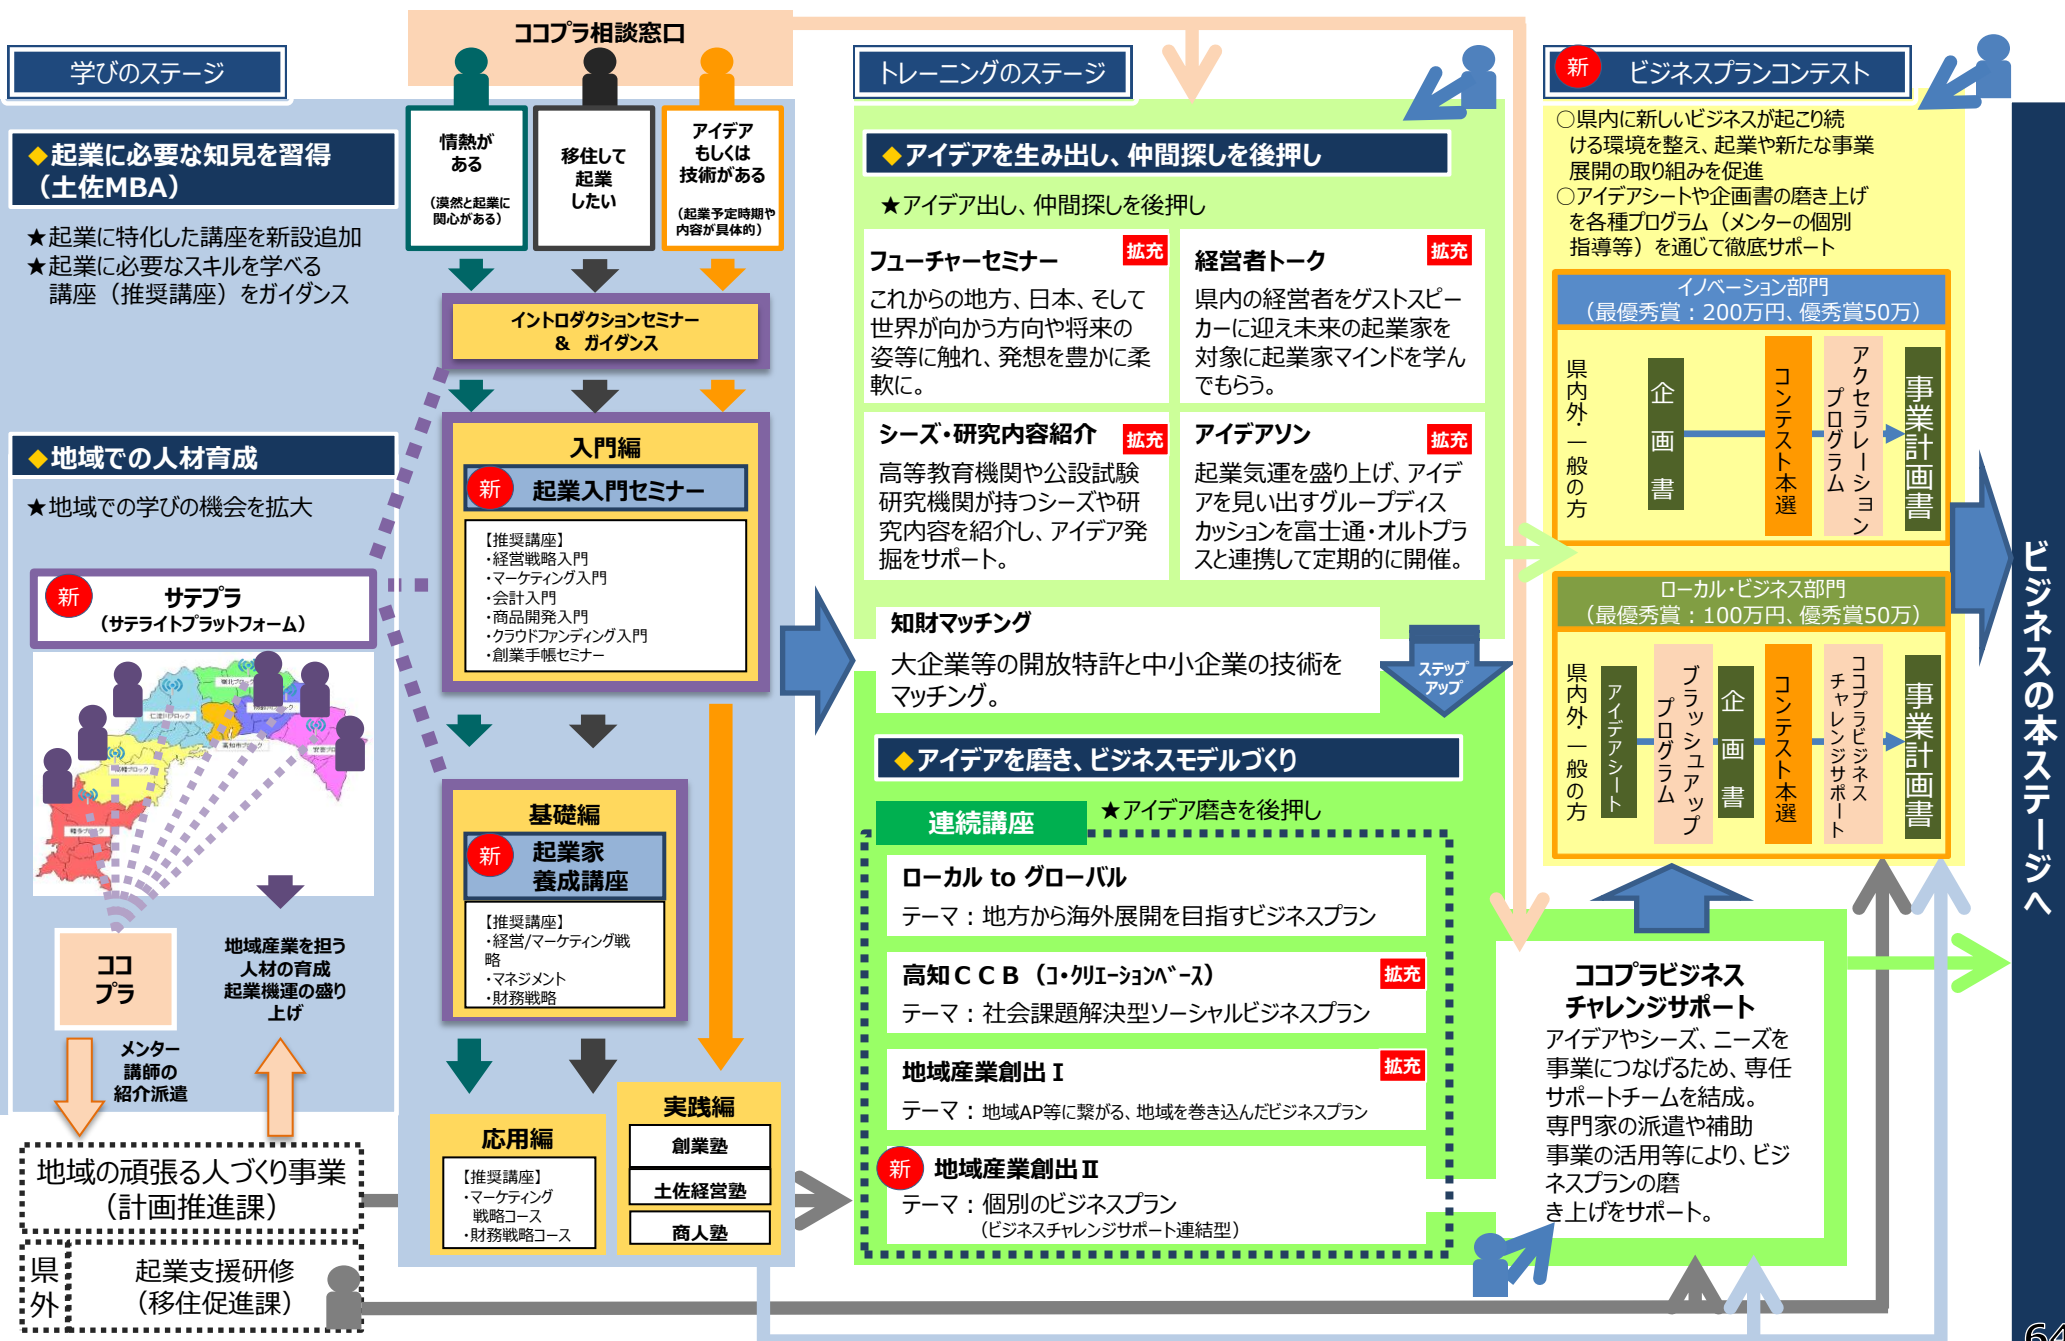 ココプラ相談窓口
学びのステージ
◆起業に必要な知見を習得
（土佐MBA）
★起業に特化した講座を新設追加
★起業に必要なスキルを学べる
講座（推奨講座）をガイダンス
情熱が
ある
（漠然と起業に
関心がある）
移住して
起業
したい
アイデア
もしくは
技術がある
（起業予定時期や
内容が具体的）
イントロダクションセミナー
＆ ガイダンス
入門編
新 起業入門セミナー
【推奨講座】
・経営戦略入門
・マーケティング入門
・会計入門
・商品開発入門
・クラウドファンディング入門
・創業手帳セミナー
基礎編
新 起業家
養成講座
【推奨講座】
・経営/マーケティング戦
略
・マネジメント
・財務戦略
応用編
【推奨講座】
・マーケティング
戦略コース
・財務戦略コース
実践編
創業塾
土佐経営塾
商人塾
◆地域での人材育成
★地域での学びの機会を拡大
新 サテプラ
（サテライトプラットフォーム）
高知市ブロック
ココ
プラ
地域産業を担う
人材の育成
起業機運の盛り
上げ
メンター
講師の
紹介派遣
地域の頑張る人づくり事業
（計画推進課）
県外
起業支援研修
（移住促進課）
トレーニングのステージ
◆アイデアを生み出し、仲間探しを後押し
★アイデア出し、仲間探しを後押し
フューチャーセミナー 拡充
これからの地方、日本、そして
世界が向かう方向や将来の
姿等に触れ、発想を豊かに柔
軟に。
経営者トーク 拡充
県内の経営者をゲストスピー
カーに迎え未来の起業家を
対象に起業家マインドを学ん
でもらう。
シーズ・研究内容紹介 拡充
高等教育機関や公設試験
研究機関が持つシーズや研
究内容を紹介し、アイデア発
掘をサポート。
アイデアソン 拡充
起業気運を盛り上げ、アイデ
アを見い出すグループディス
カッションを富士通・オルトプラ
スと連携して定期的に開催。
知財マッチング
大企業等の開放特許と中小企業の技術を
マッチング。
ステップ
アップ
◆アイデアを磨き、ビジネスモデルづくり
連続講座
★アイデア磨きを後押し
ローカル to グローバル
テーマ：地方から海外展開を目指すビジネスプラン
高知ＣＣＢ（ｺ･ｸﾘｴｰｼｮﾝﾍﾞｰｽ） 拡充
テーマ：社会課題解決型ソーシャルビジネスプラン
地域産業創出Ⅰ 拡充
テーマ：地域AP等に繋がる、地域を巻き込んだビジネスプラン
新 地域産業創出Ⅱ
テーマ：個別のビジネスプラン
（ビジネスチャレンジサポート連結型）
新 ビジネスプランコンテスト
○県内に新しいビジネスが起こり続
ける環境を整え、起業や新たな事業
展開の取り組みを促進
○アイデアシートや企画書の磨き上げ
を各種プログラム（メンターの個別
指導等）を通じて徹底サポート
イノベーション部門
（最優秀賞：200万円、優秀賞50万）
県内外・一般の方
企画書
コンテスト本選
アクセラレーション
プログラム
事業計画書
ローカル・ビジネス部門
（最優秀賞：100万円、優秀賞50万）
県内外・一般の方
アイデアシート
ブラッシュアップ
プログラム
企画書
コンテスト本選
ココプラビジネス
チャレンジサポート
事業計画書
ココプラビジネス
チャレンジサポート
アイデアやシーズ、ニーズを
事業につなげるため、専任
サポートチームを結成。
専門家の派遣や補助
事業の活用等により、ビジ
ネスプランの磨
き上げをサポート。
ビジネスの本ステージへ
64